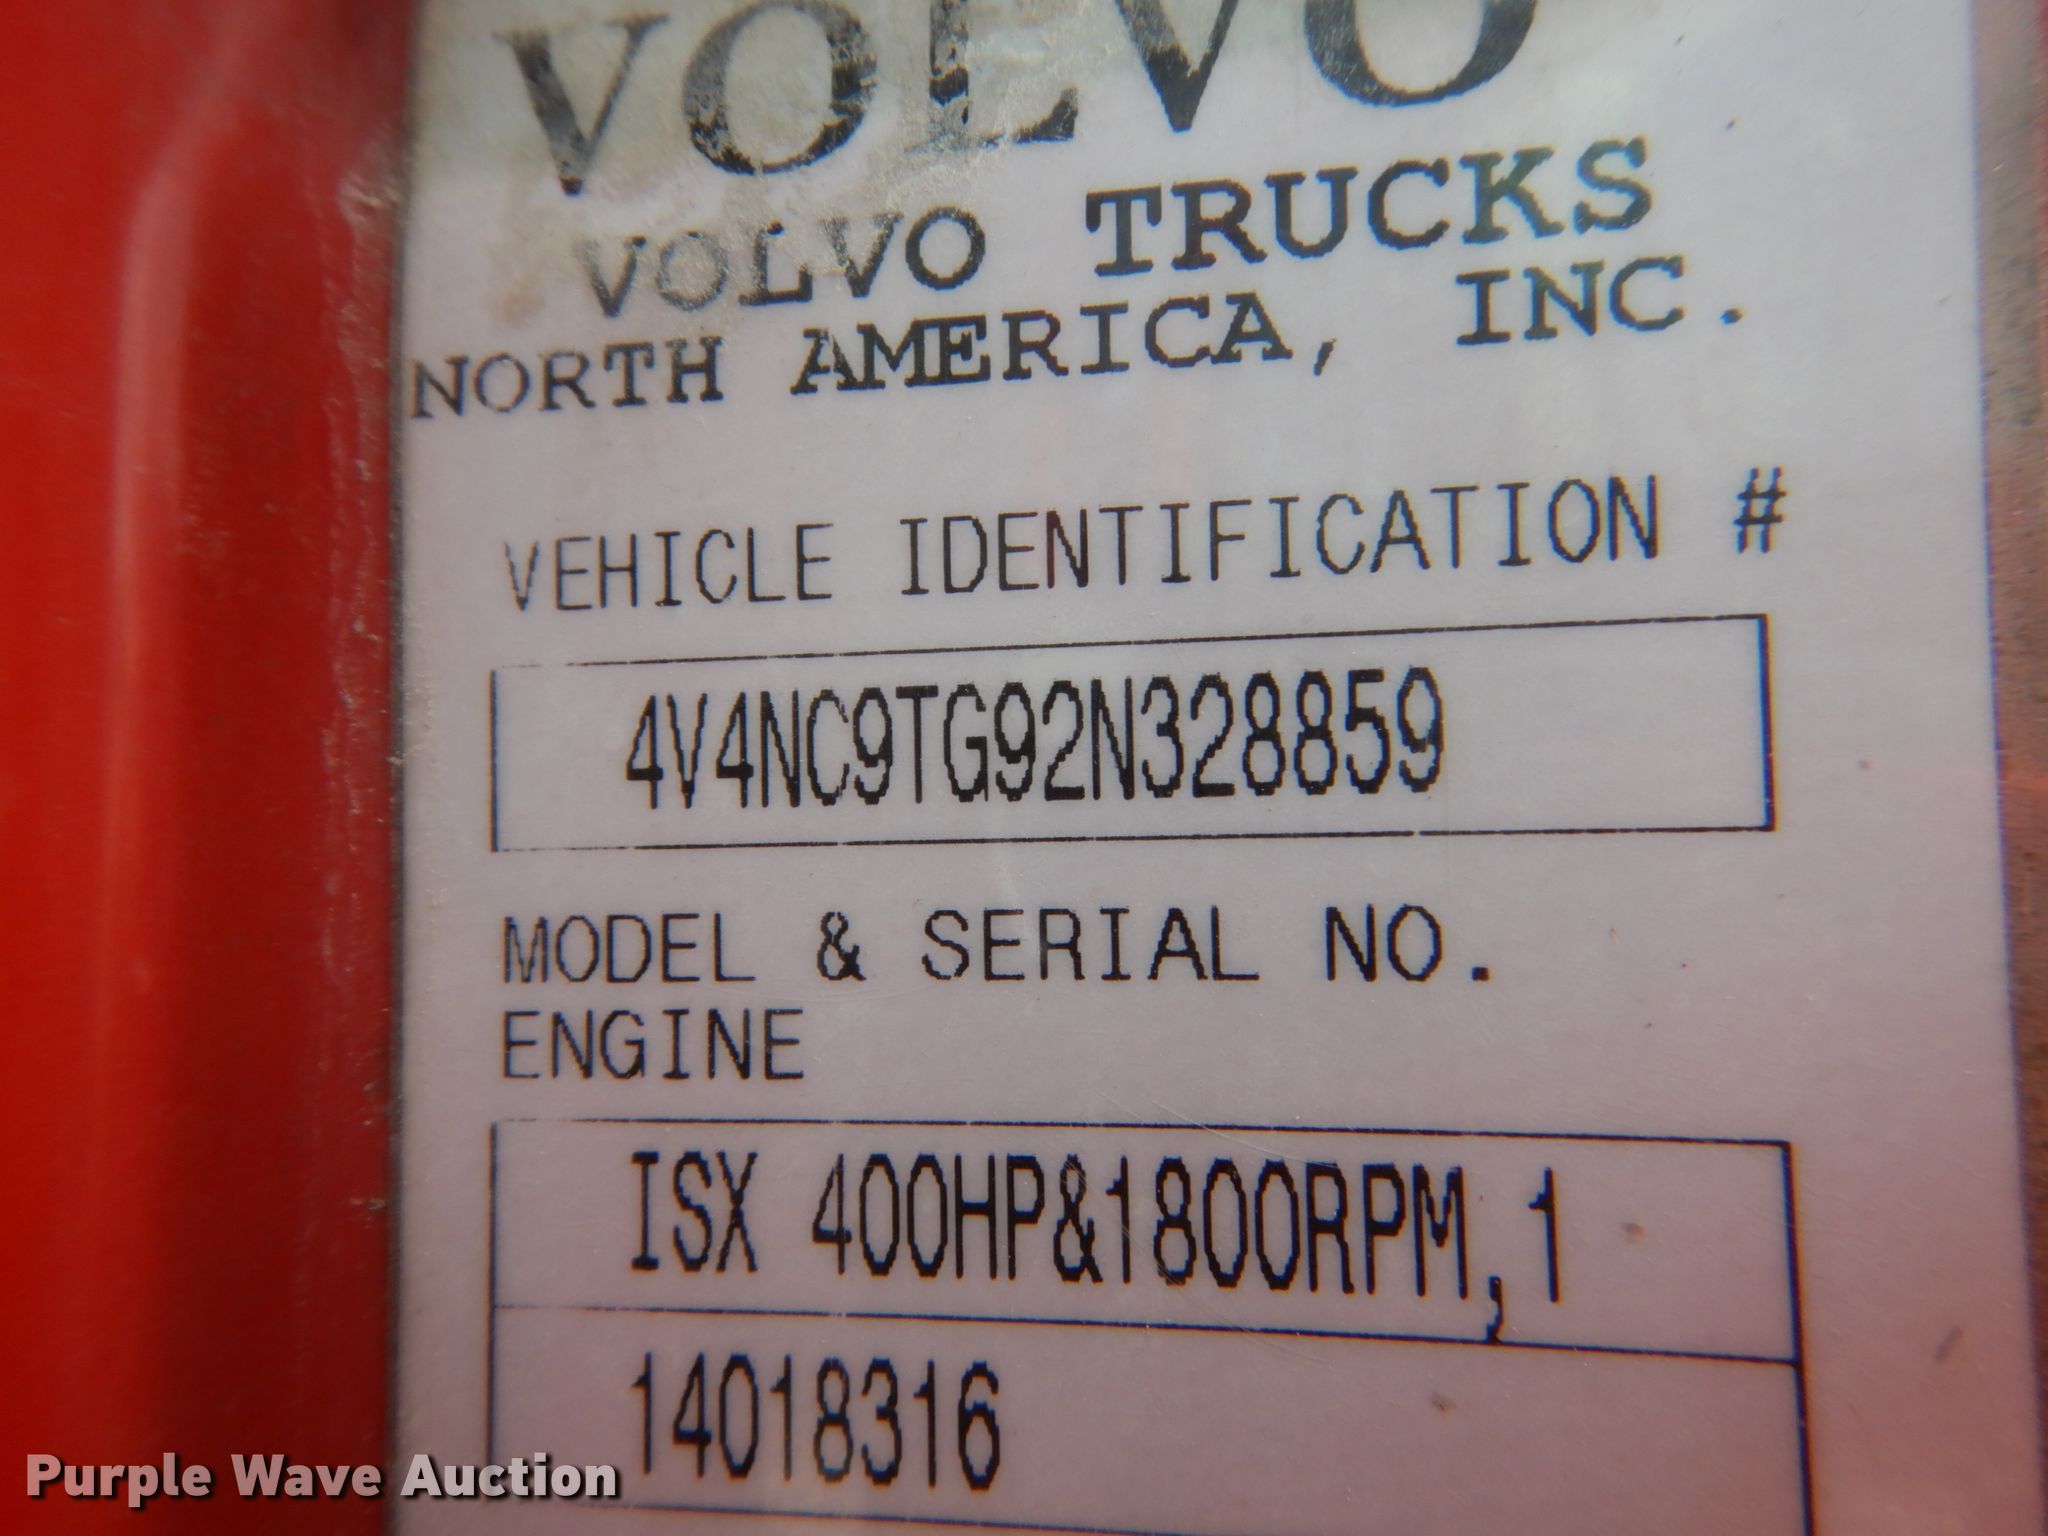 VOLVO
VOLVO TRUCKS
NORTH AMERICA, INC.
VEHICLE IDENTIFICATION #
4V4NC9TG92N328859
MODEL & SERIAL NO.
ENGINE
ISX 400HP&1800RPM,1
14018316
Purple Wave Auction